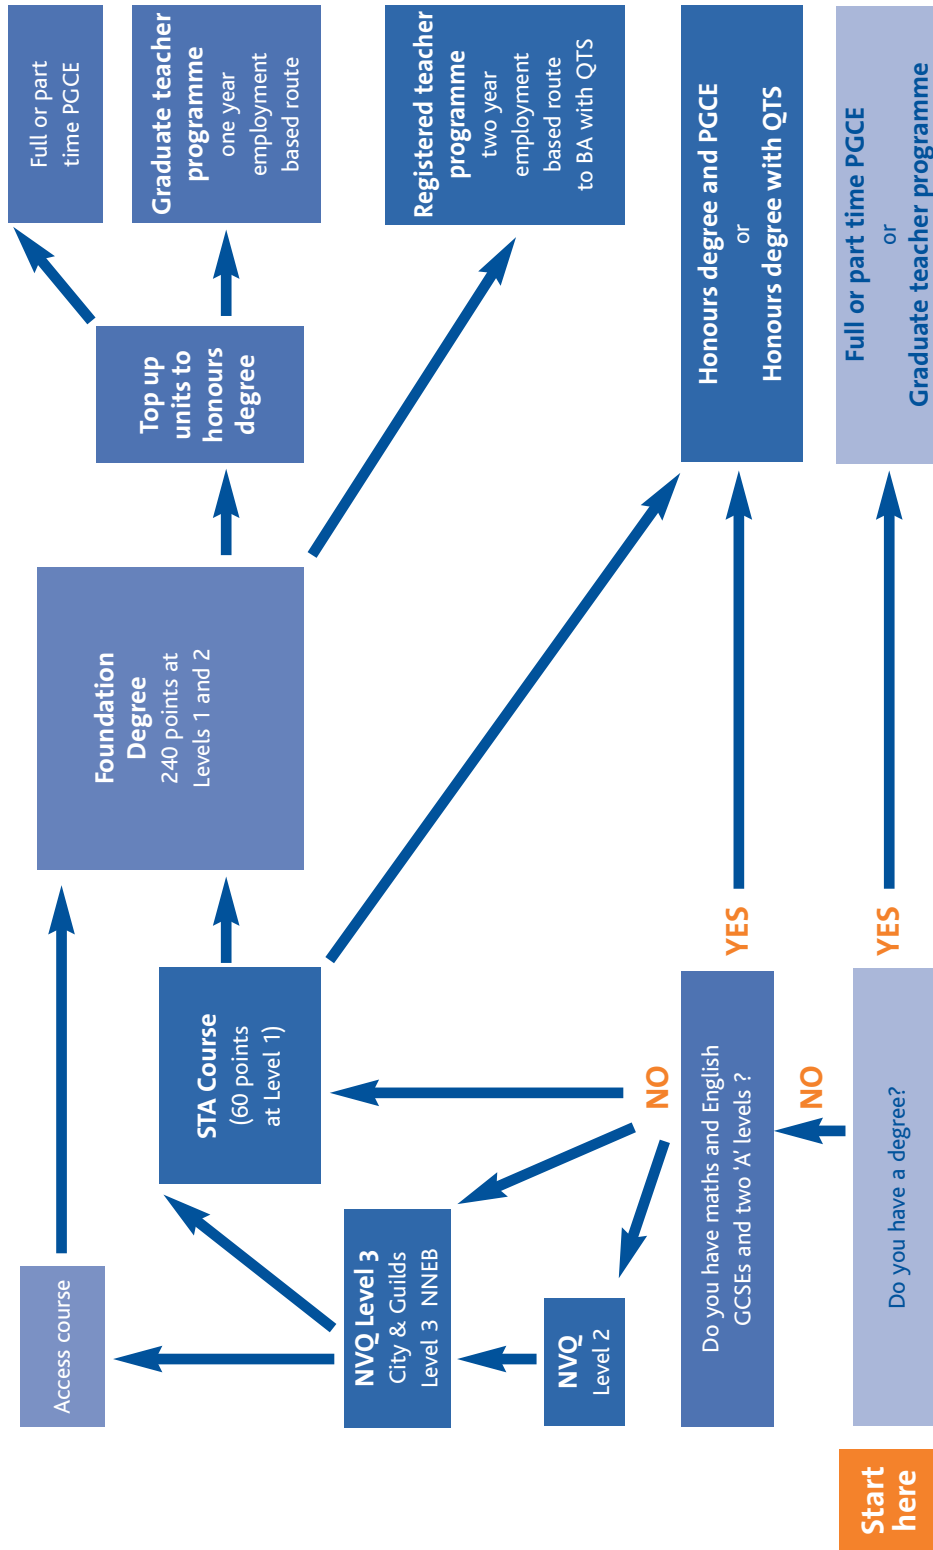 Start
here
Do you have a degree?
YES
Full or part time PGCE
or
Graduate teacher programme
NO
Do you have maths and English
GCSEs and two 'A' levels ?
YES
Honours degree and PGCE
or
Honours degree with QTS
NO
NVQ
Level 2
NVQ Level 3
City & Guilds
Level 3 NNEB
STA Course
(60 points
at Level 1)
Access course
Foundation
Degree
240 points at
Levels 1 and 2
Top up
units to
honours
degree
Full or part
time PGCE
Graduate teacher
programme
one year
employment
based route
Registered teacher
programme
two year
employment
based route
to BA with QTS